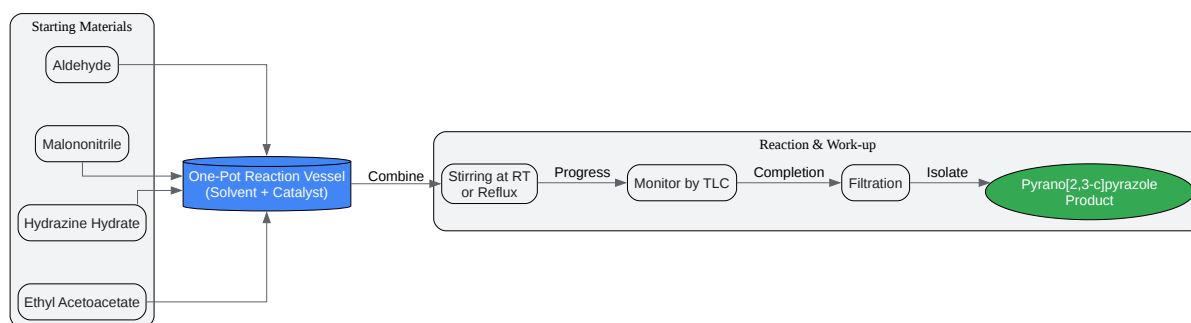 Starting Materials
Aldehyde
Malononitrile
Hydrazine Hydrate
Ethyl Acetoacetate
One-Pot Reaction Vessel
(Solvent + Catalyst)
Combine
Reaction & Work-up
Stirring at RT
or Reflux
Progress
Monitor by TLC
Completion
Filtration
Isolate
Pyrano[2,3-c]pyrazole
Product